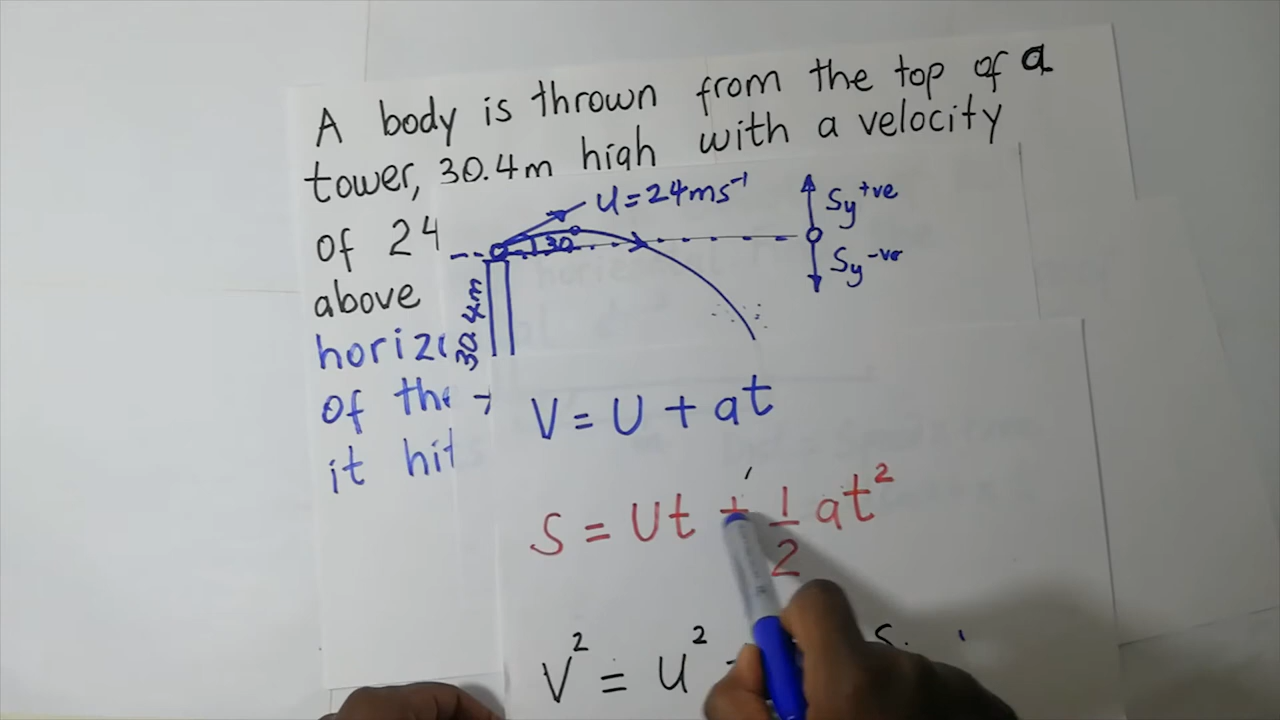 A body is thrown from the top of a
tower, 30.4m high with a velocity
of 24
above
of the
it hit
U = 24ms⁻¹
30
30.4m
Sy +ve
Sy -ve
V = U + at
S = Ut + 1/2 at²
V² = U²